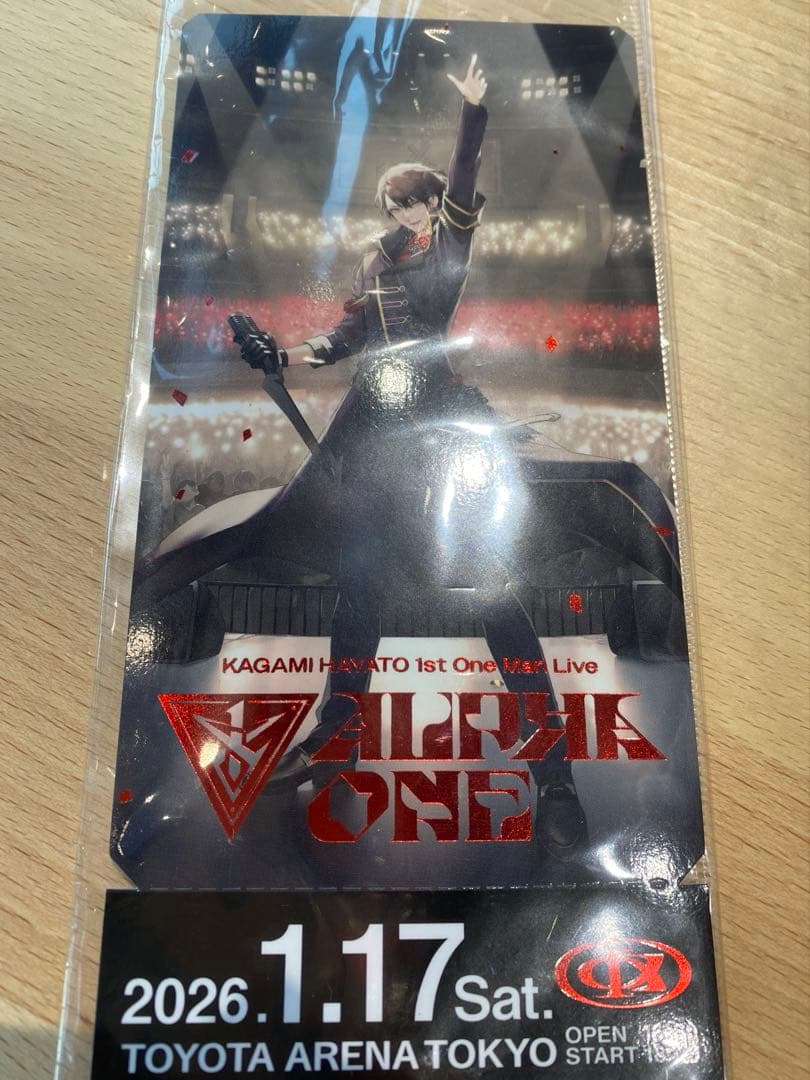 KAGAMI HAYATO 1st One Man Live
ALPHA
ONE
2026.1.17 Sat.
TOYOTA ARENA TOKYO
OPEN
START